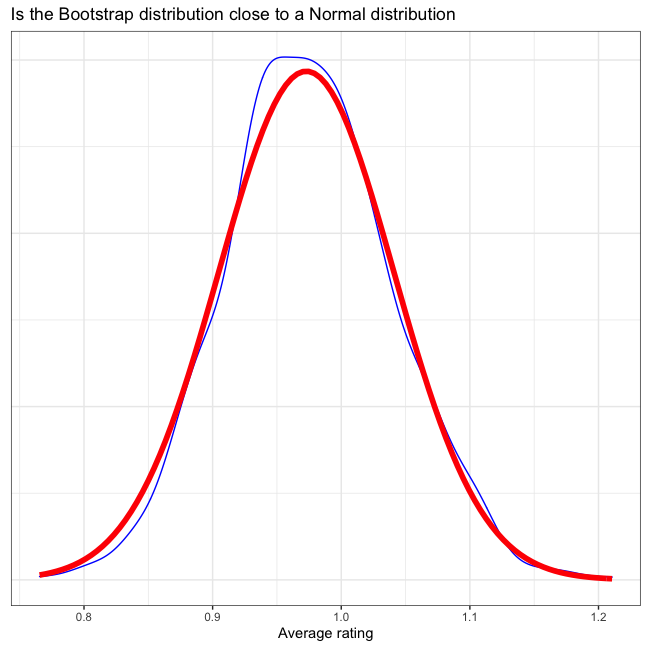 Is the Bootstrap distribution close to a Normal distribution
0.8 0.9 1.0 1.1 1.2
Average rating